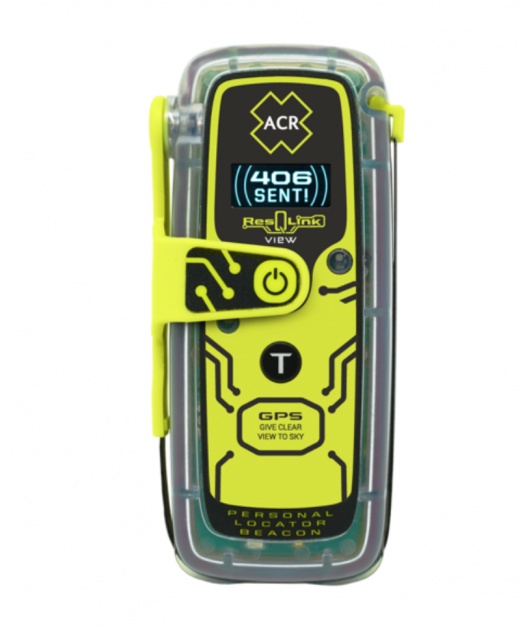 ACR
406
SENT!
ResQLink
VIEW
T
GPS
GIVE CLEAR
VIEW TO SKY
PERSONAL
LOCATOR
BEACON